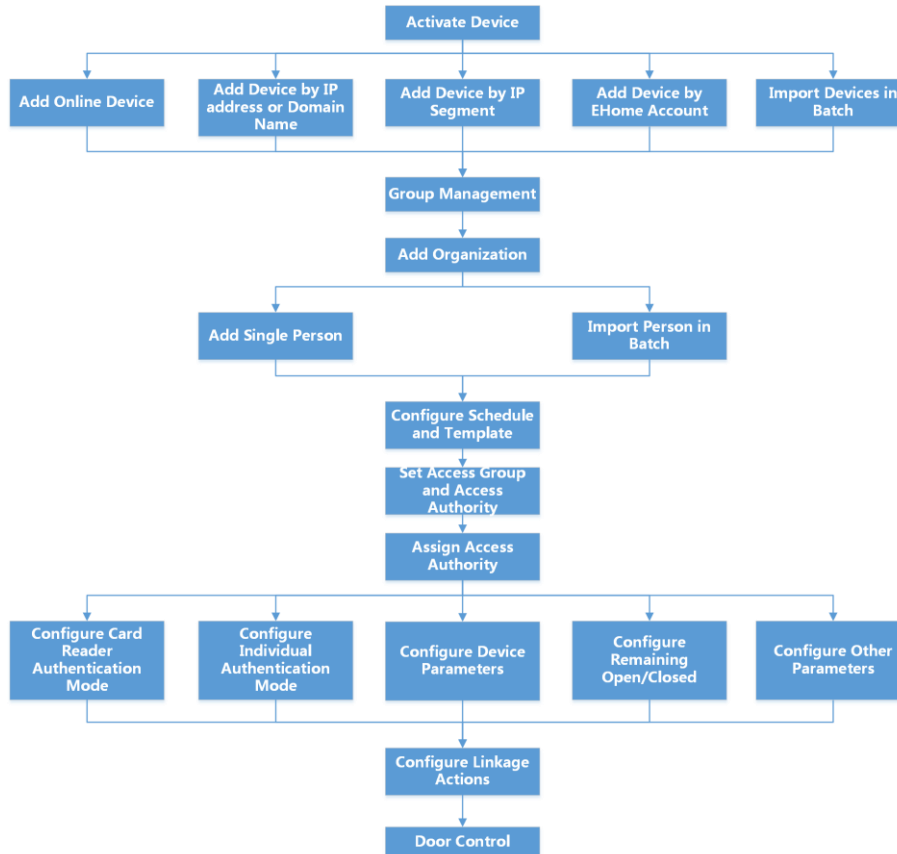 Activate Device
Add Online Device
Add Device by IP
address or Domain
Name
Add Device by IP
Segment
Add Device by
EHome Account
Import Devices in
Batch
Group Management
Add Organization
Add Single Person
Import Person in
Batch
Configure Schedule
and Template
Set Access Group
and Access
Authority
Assign Access
Authority
Configure Card
Reader
Authentication
Mode
Configure
Individual
Authentication
Mode
Configure Device
Parameters
Configure
Remaining
Open/Closed
Configure Other
Parameters
Configure Linkage
Actions
Door Control